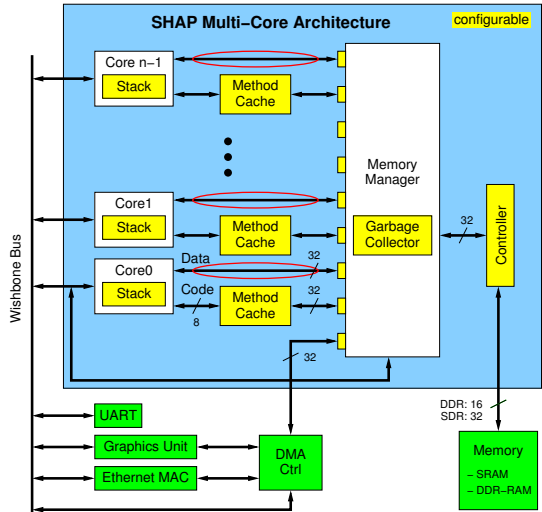 SHAP Multi−Core Architecture
configurable
Core n−1
Stack
Method
Cache
Memory
Manager
Core1
Stack
Method
Cache
Garbage
Collector
32
Controller
Core0
Stack
Data
32
Code
8
Method
Cache
32
32
Wishbone Bus
DDR: 16
SDR: 32
UART
Graphics Unit
Ethernet MAC
DMA
Ctrl
Memory
− SRAM
− DDR−RAM